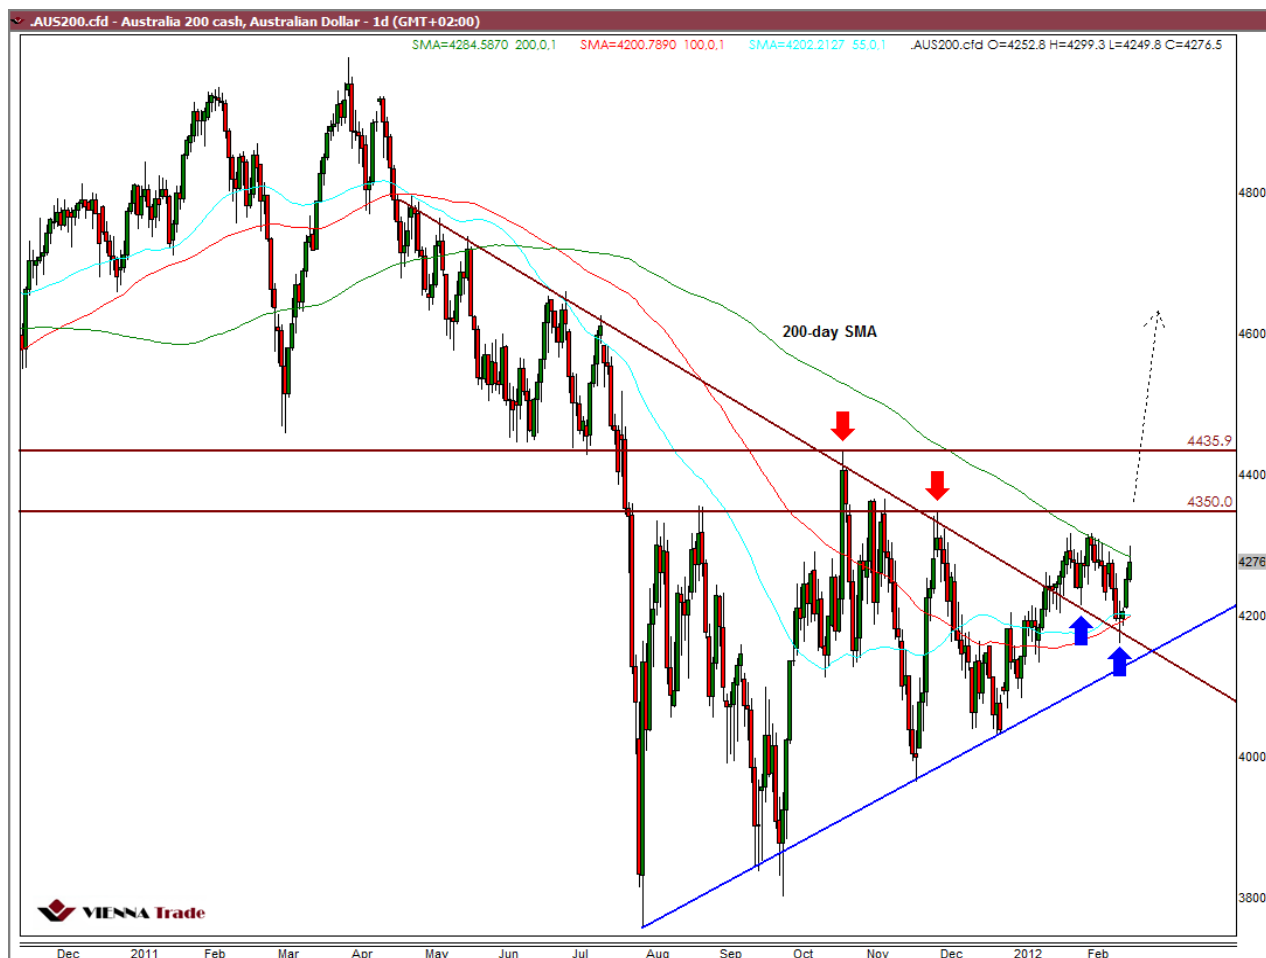 .AUS200.cfd - Australia 200 cash, Australian Dollar - 1d (GMT+02:00)
SMA=4284.5870 200.0,1 SMA=4200.7890 100.0,1 SMA=4202.2127 55.0,1 .AUS200.cfd O=4252.8 H=4299.3 L=4249.8 C=4276.5
4800
4600
200-day SMA
4435.9
4400
4350.0
4276
4200
4000
3800
VIENNA Trade
Dec 2011 Feb Mar Apr May Jun Jul Aug Sep Oct Nov Dec 2012 Feb